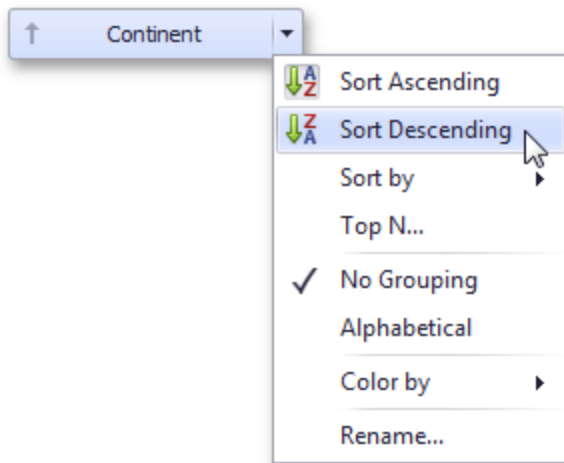 Continent
Sort Ascending
Sort Descending
Sort by
Top N...
No Grouping
Alphabetical
Color by
Rename...